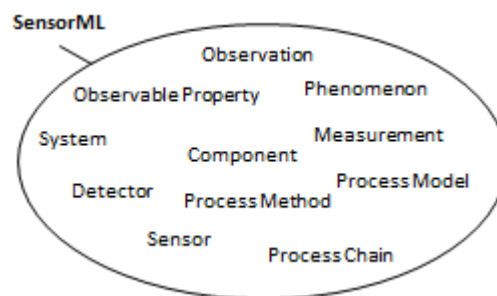 SensorML
Observation
Observable Property
Phenomenon
System
Measurement
Component
Detector
Process Model
Process Method
Sensor
Process Chain